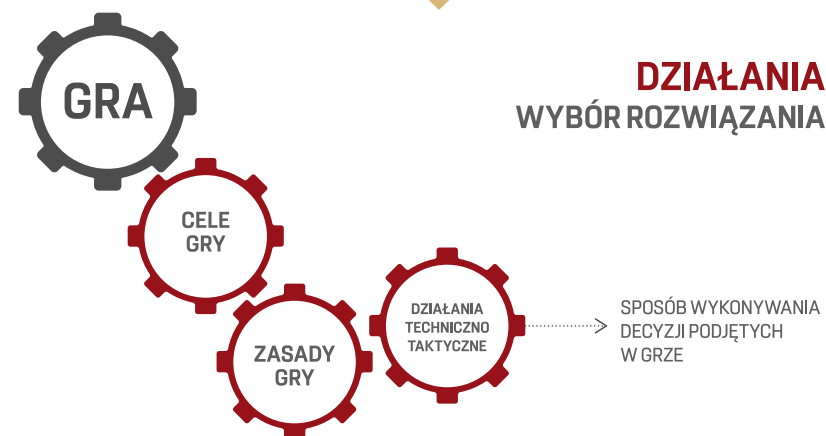 GRA
DZIAŁANIA
WYBÓR ROZWIĄZANIA
CELE
GRY
ZASADY
GRY
DZIAŁANIA
TECHNICZNO
TAKTYCZNE
SPOSÓB WYKONYWANIA
DECYZJI PODJĘTYCH
W GRZE